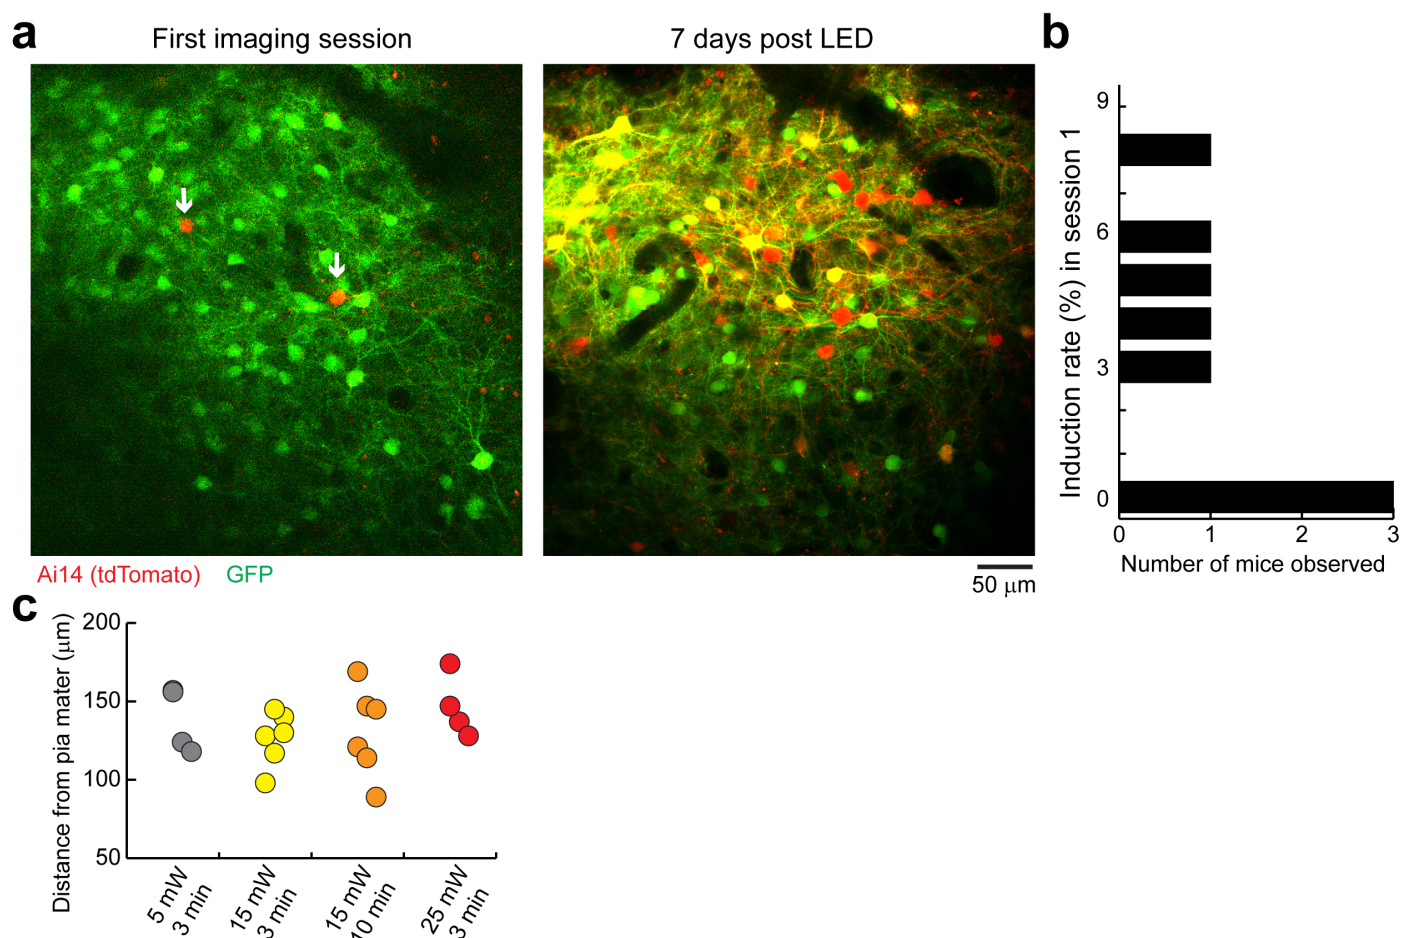 a
First imaging session
7 days post LED
Ai14 (tdTomato) GFP
50 μm
b
Induction rate (%) in session 1
9
6
3
0
0 1 2 3
Number of mice observed
c
Distance from pia mater (μm)
200
150
100
50
5 mW
3 min
15 mW
3 min
15 mW
10 min
25 mW
3 min